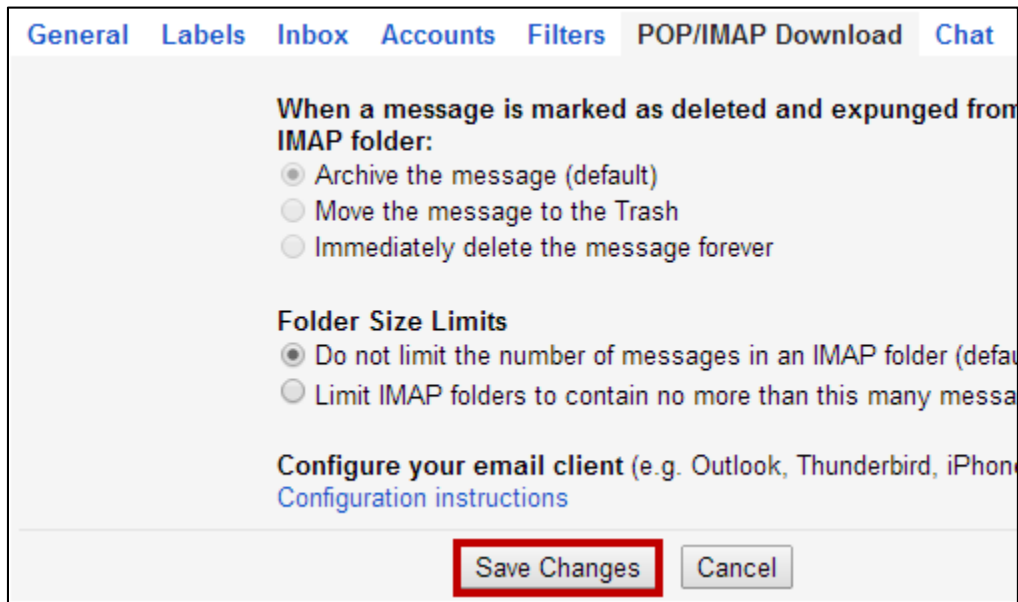 General Labels Inbox Accounts Filters POP/IMAP Download Chat
When a message is marked as deleted and expunged from
IMAP folder:
Archive the message (default)
Move the message to the Trash
Immediately delete the message forever
Folder Size Limits
Do not limit the number of messages in an IMAP folder
Limit IMAP folders to contain no more than this many
Configure your email client (e.g. Outlook, Thunderbird,
Configuration instructions
Save Changes Cancel